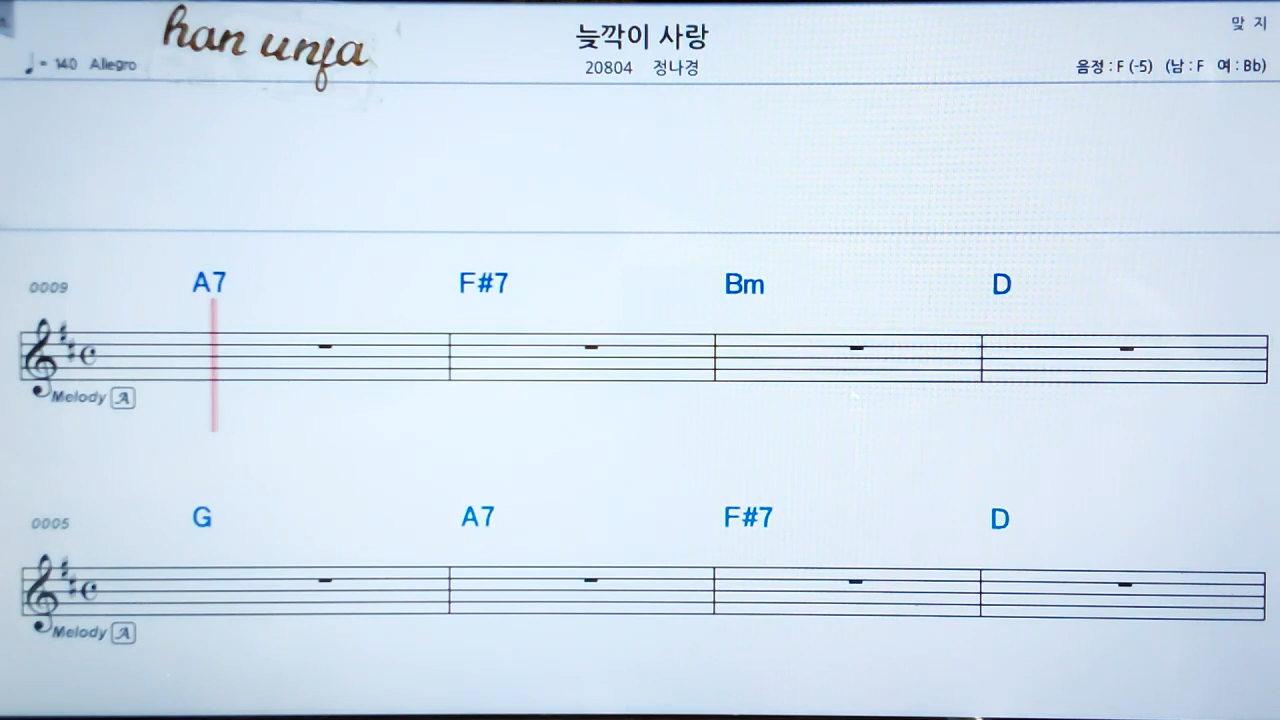 han unja
늦깍이 사랑
맞 지
♩ = 140 Allegro
20804 정나경
음정 : F (-5) (남 : F 여 : Bb)
0009 A7 F#7 Bm D
Melody A
0005 G A7 F#7 D
Melody A